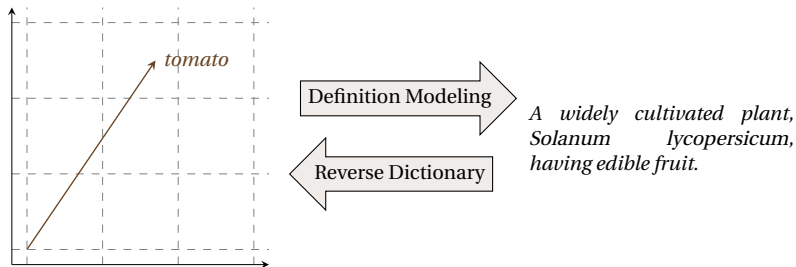 tomato
Definition Modeling
Reverse Dictionary
A widely cultivated plant,
Solanum lycopersicum,
having edible fruit.